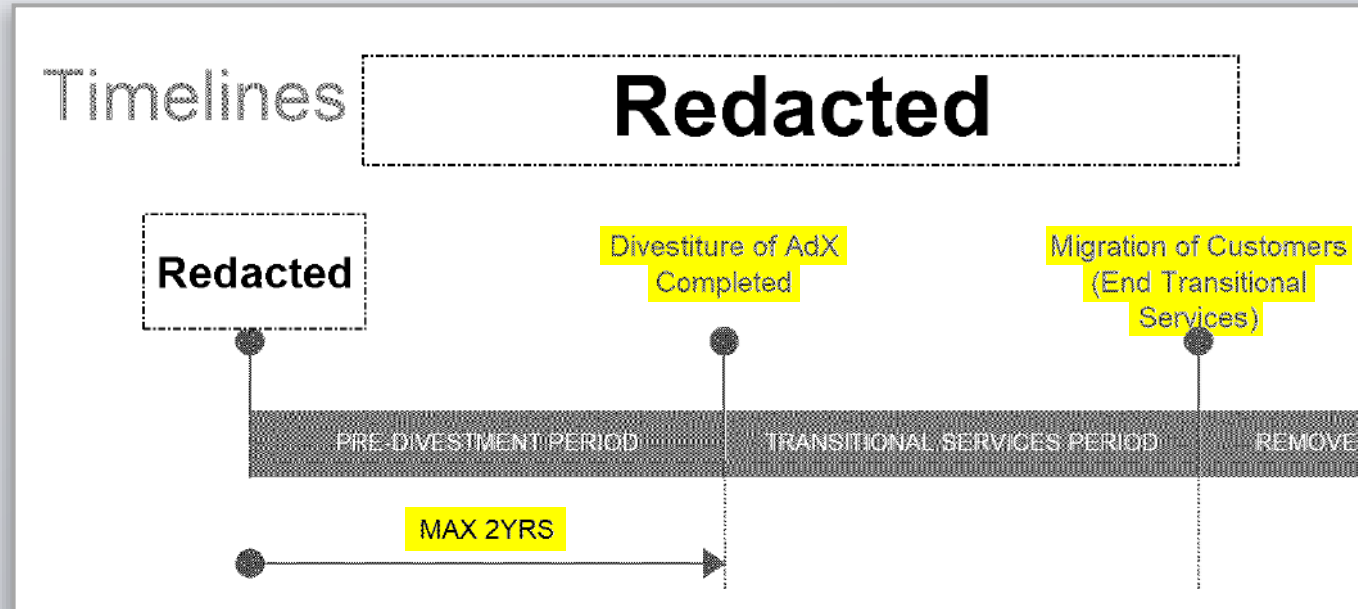 Timelines
Redacted
Redacted
Divestiture of AdX
Completed
Migration of Customers
(End Transitional
Services)
PRE-DIVESTMENT PERIOD
TRANSITIONAL SERVICES PERIOD
REMOVE
MAX 2YRS